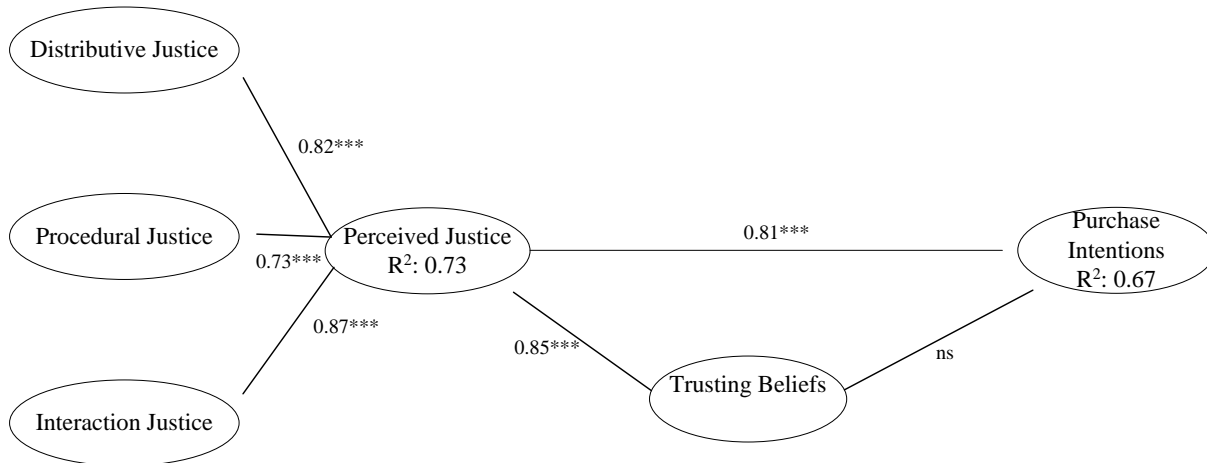 Distributive Justice
0.82***
Procedural Justice
0.73***
Perceived Justice
R²: 0.73
0.81***
Purchase
Intentions
R²: 0.67
0.87***
0.85***
ns
Trusting Beliefs
Interaction Justice